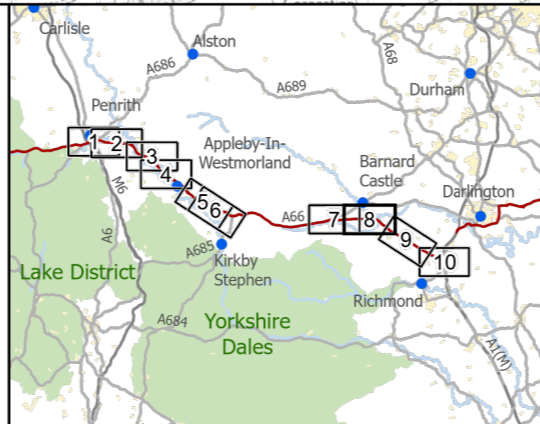 Carlisle
Alston
A686
A68
A689
Durham
Penrith
1
2
3
4
5
6
Appleby-In-
Westmorland
Barnard
Castle
Darlington
M6
A66
7
8
9
10
A6
A685
Kirkby
Stephen
Lake District
Richmond
A684
Yorkshire
Dales
A1(M)